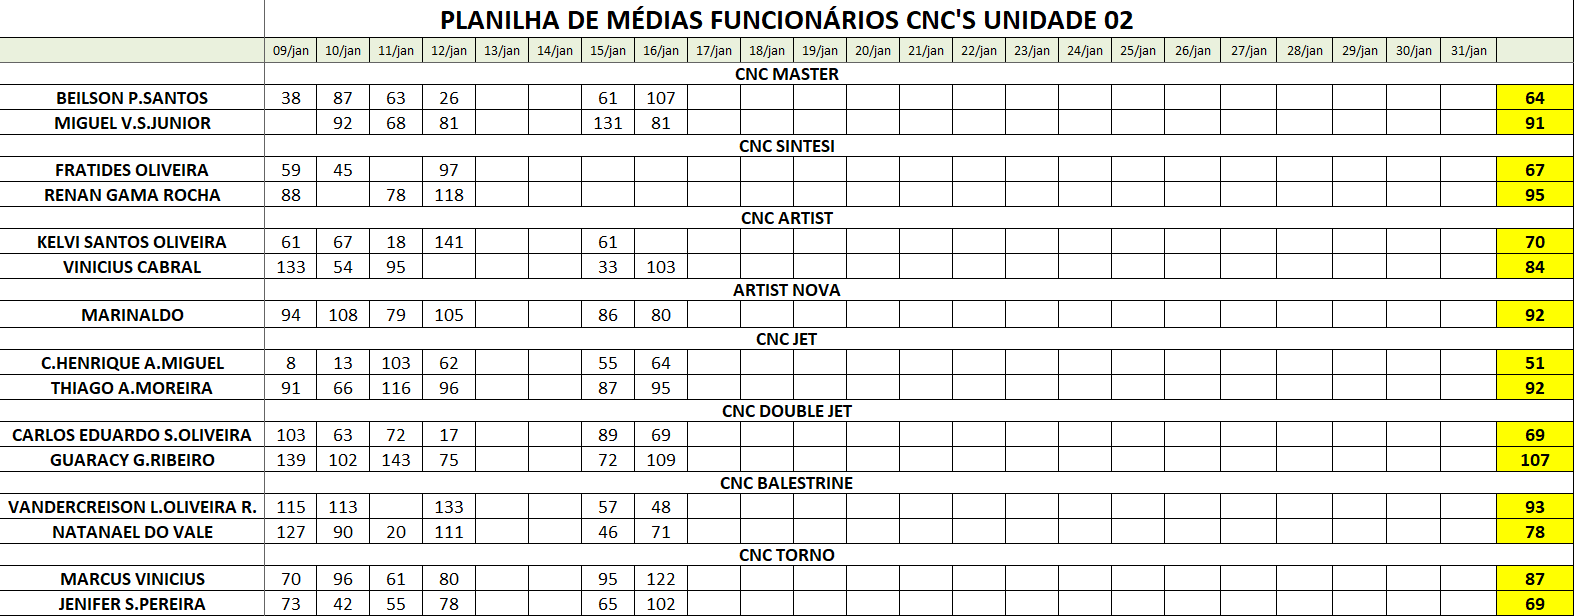 PLANILHA DE MÉDIAS FUNCIONÁRIOS CNC'S UNIDADE 02
09/jan 10/jan 11/jan 12/jan 13/jan 14/jan 15/jan 16/jan 17/jan 18/jan 19/jan 20/jan 21/jan 22/jan 23/jan 24/jan 25/jan 26/jan 27/jan 28/jan 29/jan 30/jan 31/jan
CNC MASTER
BEILSON P.SANTOS 38 87 63 26 61 107 64
MIGUEL V.S.JUNIOR 92 68 81 131 81 91
CNC SINTESI
FRATIDES OLIVEIRA 59 45 97 67
RENAN GAMA ROCHA 88 78 118 95
CNC ARTIST
KELVI SANTOS OLIVEIRA 61 67 18 141 61 70
VINICIUS CABRAL 133 54 95 33 103 84
ARTIST NOVA
MARINALDO 94 108 79 105 86 80 92
CNC JET
C.HENRIQUE A.MIGUEL 8 13 103 62 55 64 51
THIAGO A.MOREIRA 91 66 116 96 87 95 92
CNC DOUBLE JET
CARLOS EDUARDO S.OLIVEIRA 103 63 72 17 89 69 69
GUARACY G.RIBEIRO 139 102 143 75 72 109 107
CNC BALESTRINE
VANDERCREISON L.OLIVEIRA R. 115 113 133 57 48 93
NATANAEL DO VALE 127 90 20 111 46 71 78
CNC TORNO
MARCUS VINICIUS 70 96 61 80 95 122 87
JENIFER S.PEREIRA 73 42 55 78 65 102 69